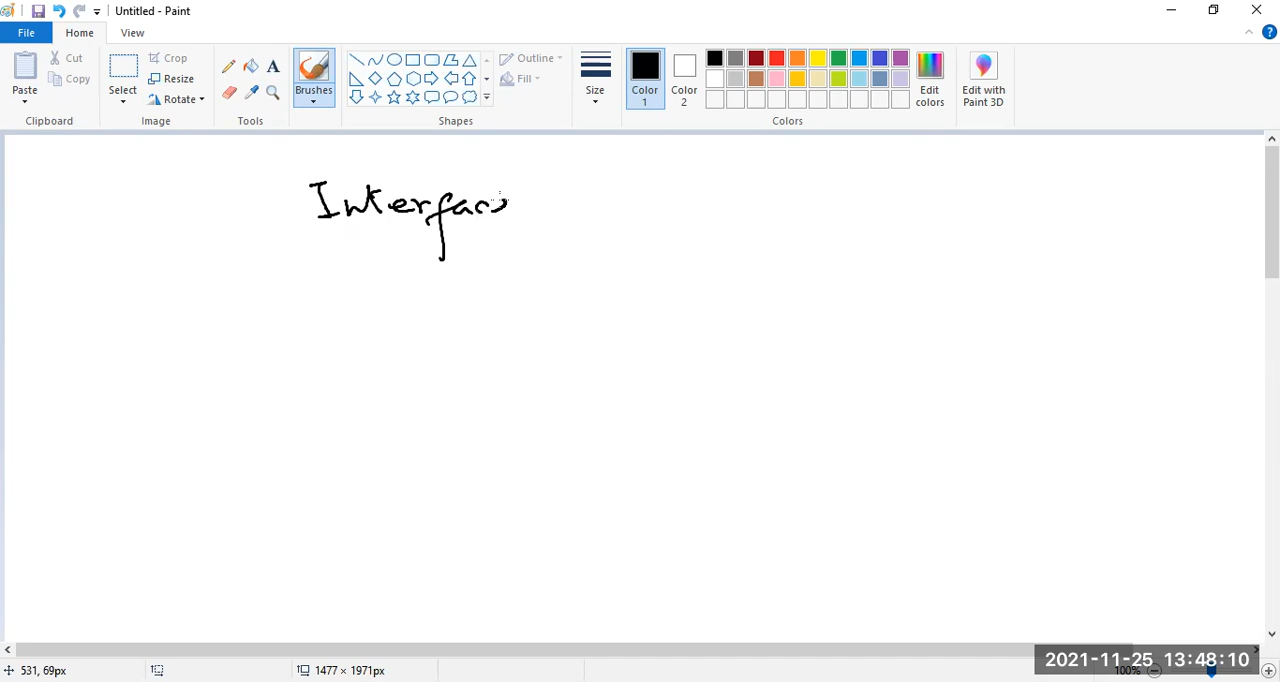 Untitled - Paint
File Home View
Paste Cut Copy Clipboard
Select Crop Resize Rotate Image
Tools
Brushes
Shapes Outline Fill
Size
Color 1 Color 2 Colors
Edit colors
Edit with Paint 3D
Interfac
531, 69px
1477 × 1971px
100%
2021-11-25 13:48:10